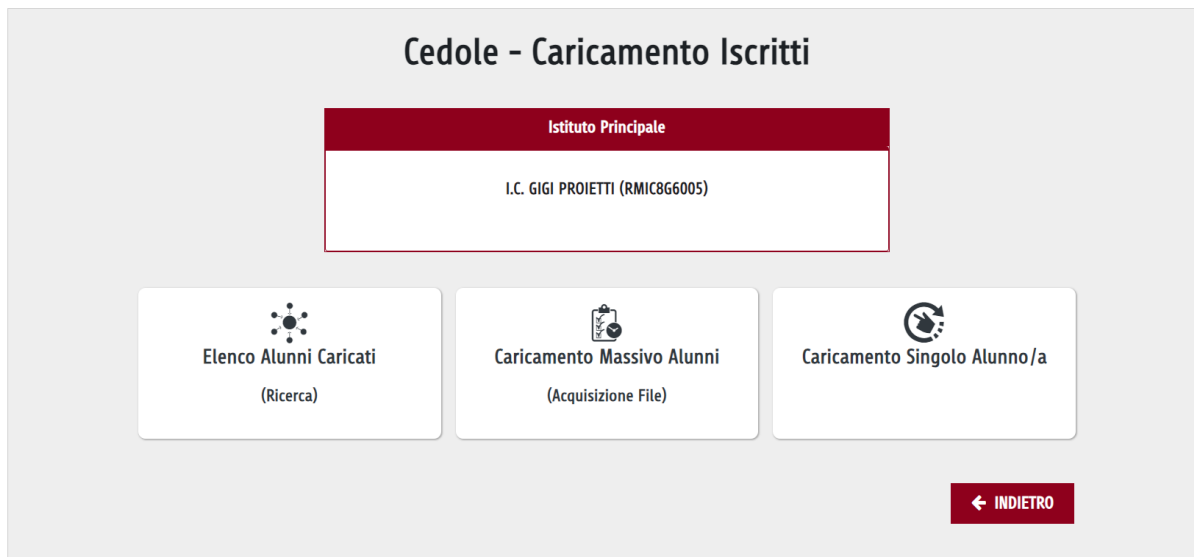 Cedole - Caricamento Iscritti
Istituto Principale
I.C. GIGI PROIETTI (RMIC8G6005)
Elenco Alunni Caricati
(Ricerca)
Caricamento Massivo Alunni
(Acquisizione File)
Caricamento Singolo Alunno/a
INDIETRO